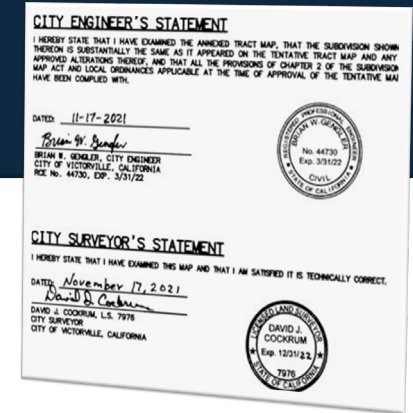 CITY ENGINEER'S STATEMENT
I HEREBY STATE THAT I HAVE EXAMINED THE ANNEXED TRACT MAP, THAT THE SUBDIVISION SHOWN
THEREON IS SUBSTANTIALLY THE SAME AS IT APPEARED ON THE TENTATIVE TRACT MAP AND ANY
APPROVED ALTERATIONS THEREOF, AND THAT ALL THE PROVISIONS OF CHAPTER 2 OF THE SUBDIVISION
MAP ACT AND LOCAL ORDINANCES APPLICABLE AT THE TIME OF APPROVAL OF THE TENTATIVE MA
HAVE BEEN COMPLIED WITH.
DATED: 11-17-2021
Brian W. Gengler
BRIAN W. GENGLER, CITY ENGINEER
CITY OF VICTORVILLE, CALIFORNIA
RCE No. 44730, EXP. 3/31/22
REGISTERED PROFESSIONAL ENGINEER
BRIAN W. GENGLER
No. 44730
Exp. 3/31/22
CIVIL
STATE OF CALIFORNIA
CITY SURVEYOR'S STATEMENT
I HEREBY STATE THAT I HAVE EXAMINED THIS MAP AND THAT I AM SATISFIED IT IS TECHNICALLY CORRECT.
DATED: November 17, 2021
David J. Cockrum
DAVID J. COCKRUM, L.S. 7976
CITY SURVEYOR
CITY OF VICTORVILLE, CALIFORNIA
LICENSED LAND SURVEYOR
DAVID J.
COCKRUM
Exp. 12/31/22
7976
STATE OF CALIFORNIA